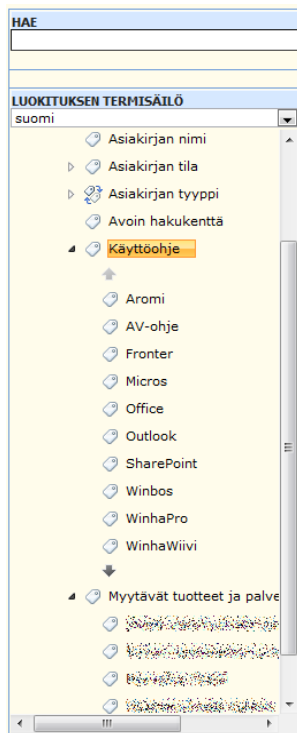 HAE
LUOKITUKSEN TERMISÄILÖ
suomi
Asiakirjan nimi
Asiakirjan tila
Asiakirjan tyyppi
Avoin hakukenttä
Käyttöohje
Aromi
AV-ohje
Fronter
Micros
Office
Outlook
SharePoint
Winbos
WinhaPro
WinhaWiivi
Myytävät tuotteet ja palve